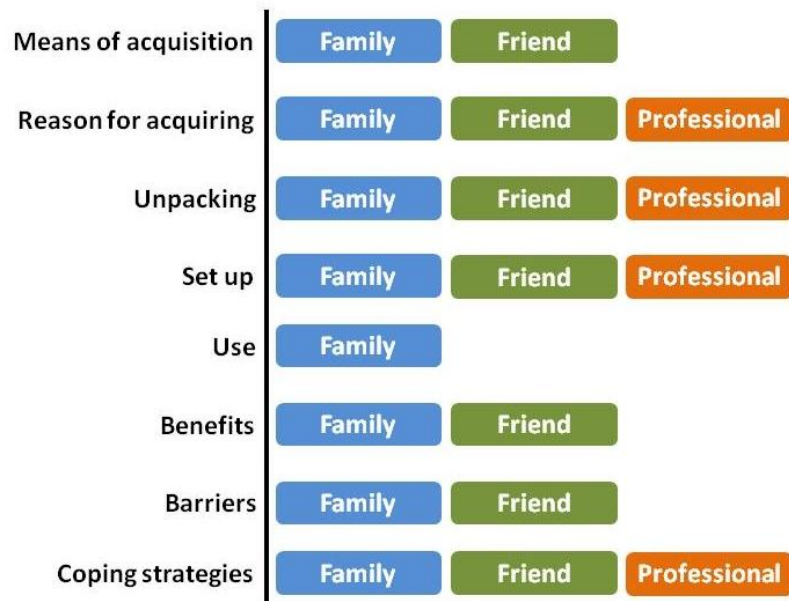 Means of acquisition Family Friend
Reason for acquiring Family Friend Professional
Unpacking Family Friend Professional
Set up Family Friend Professional
Use Family
Benefits Family Friend
Barriers Family Friend
Coping strategies Family Friend Professional